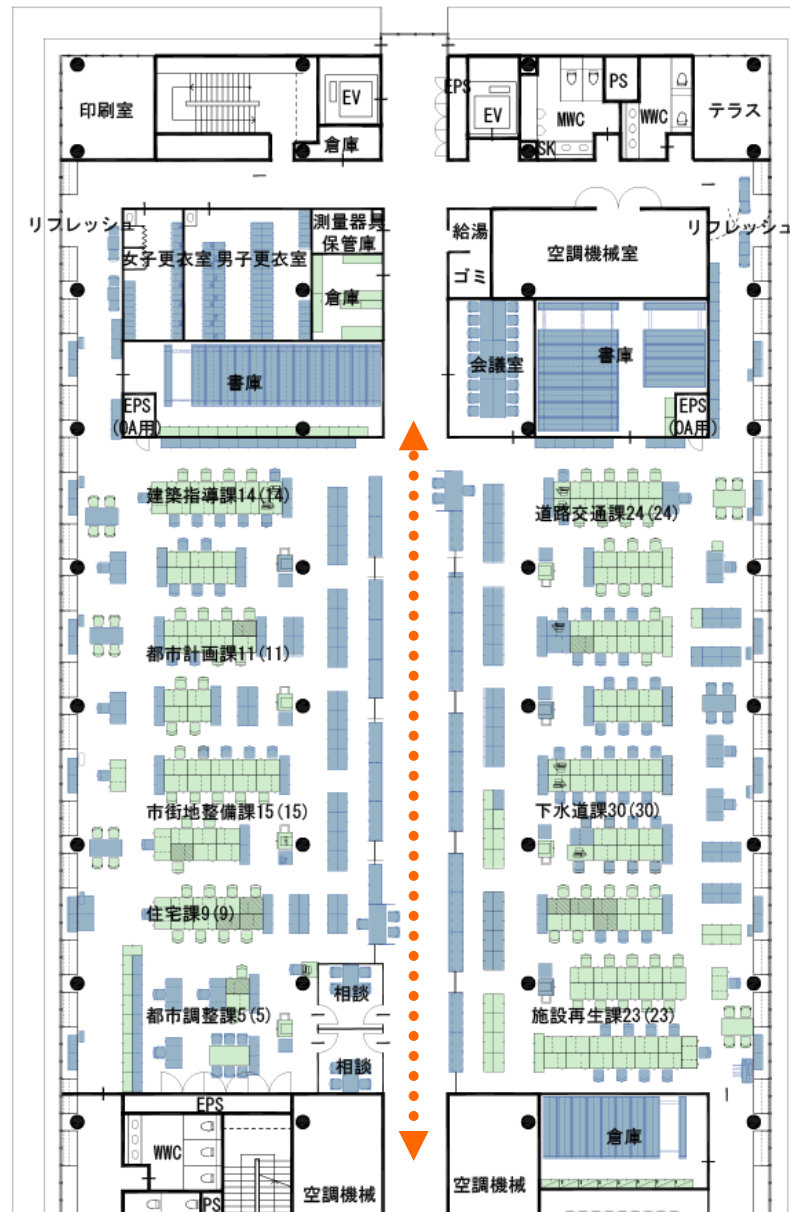 印刷室
EV
倉庫
EPS
EV
MWC
SK
PS
WWC
テラス
リフレッシュ
女子更衣室
男子更衣室
測量器具
保管庫
倉庫
給湯
ゴミ
空調機械室
リフレッシュ
書庫
会議室
書庫
EPS
(OA用)
EPS
(OA用)
建築指導課14(14)
道路交通課24(24)
都市計画課11(11)
市街地整備課15(15)
下水道課30(30)
住宅課9(9)
相談
都市調整課5(5)
施設再生課23(23)
相談
EPS
WWC
PS
空調機械
空調機械
倉庫